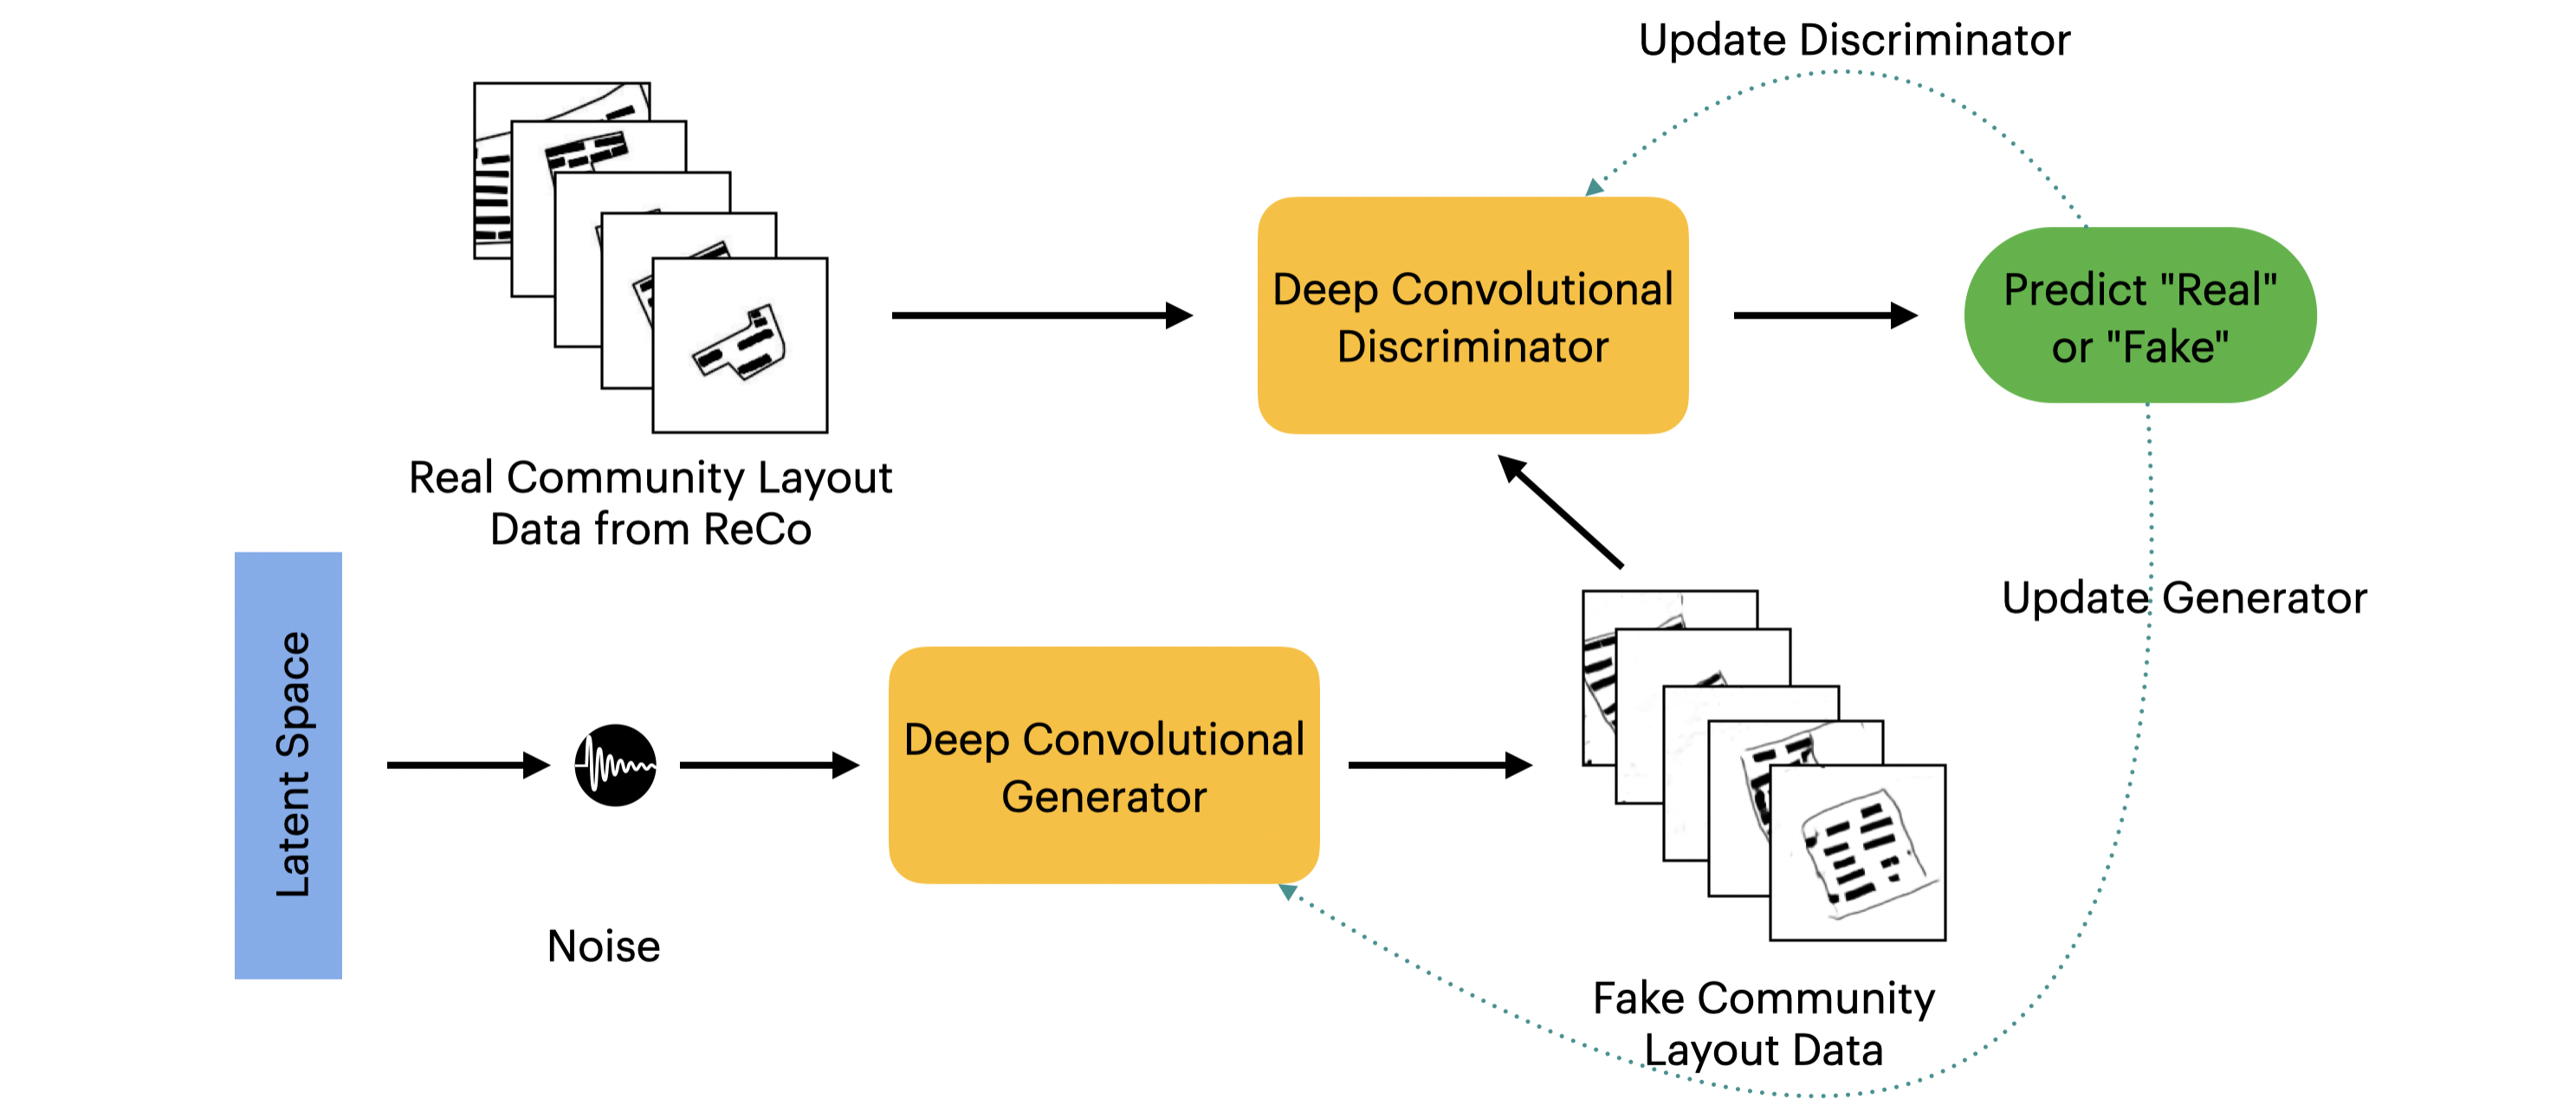 Update Discriminator
Deep Convolutional
Discriminator
Predict "Real"
or "Fake"
Real Community Layout
Data from ReCo
Update Generator
Latent Space
Deep Convolutional
Generator
Noise
Fake Community
Layout Data